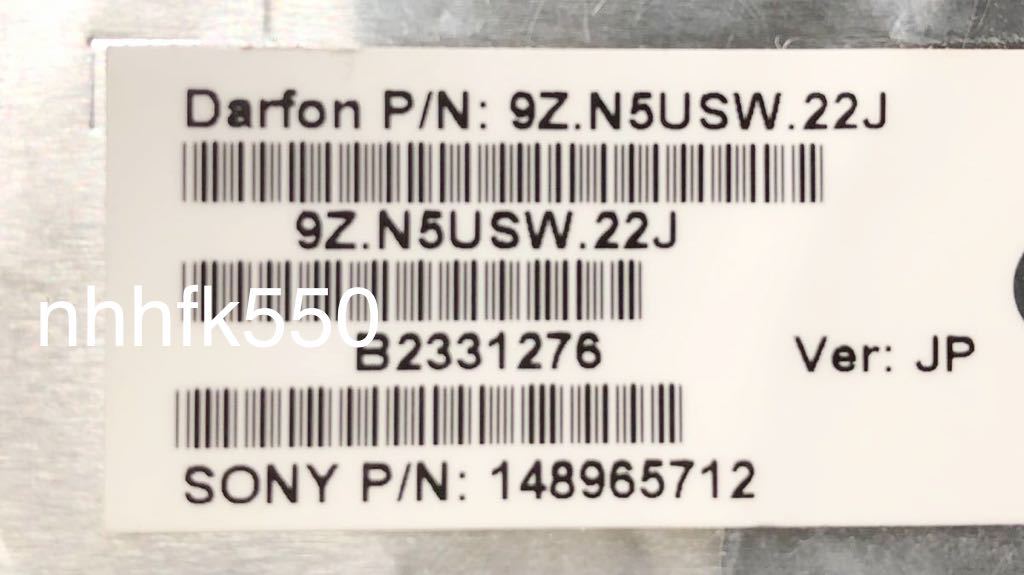 Darfon P/N: 9Z.N5USW.22J
9Z.N5USW.22J
nhhfk550
B2331276
Ver: JP
SONY P/N: 148965712